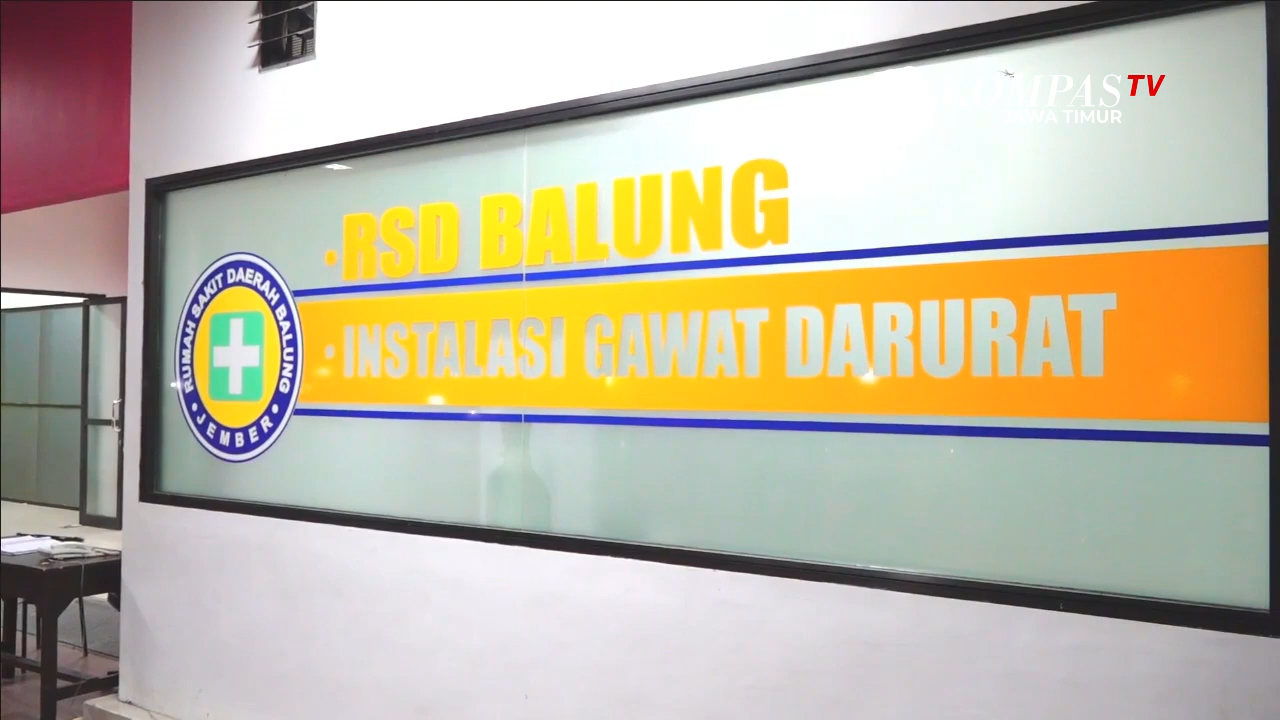 KOMPAS TV
JAWA TIMUR
RSD BALUNG
INSTALASI GAWAT DARURAT
RUMAH SAKIT DAERAH BALUNG
JEMBER